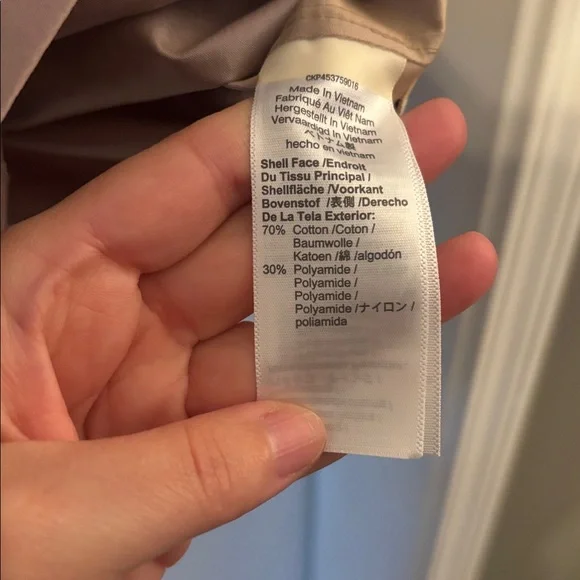 CKP453759016
Made In Vietnam
Fabriqué Au Viêt Nam
Hergestellt In Vietnam
Vervaardigd In Vietnam
ベトナム製
hecho en vietnam
Shell Face /Endroit
Du Tissu Principal /
Shellfläche /Voorkant
Bovenstof /表側 /Derecho
De La Tela Exterior:
70% Cotton /Coton /
Baumwolle /
Katoen /綿 /algodón
30% Polyamide /
Polyamide /
Polyamide /
Polyamide /ナイロン /
poliamida